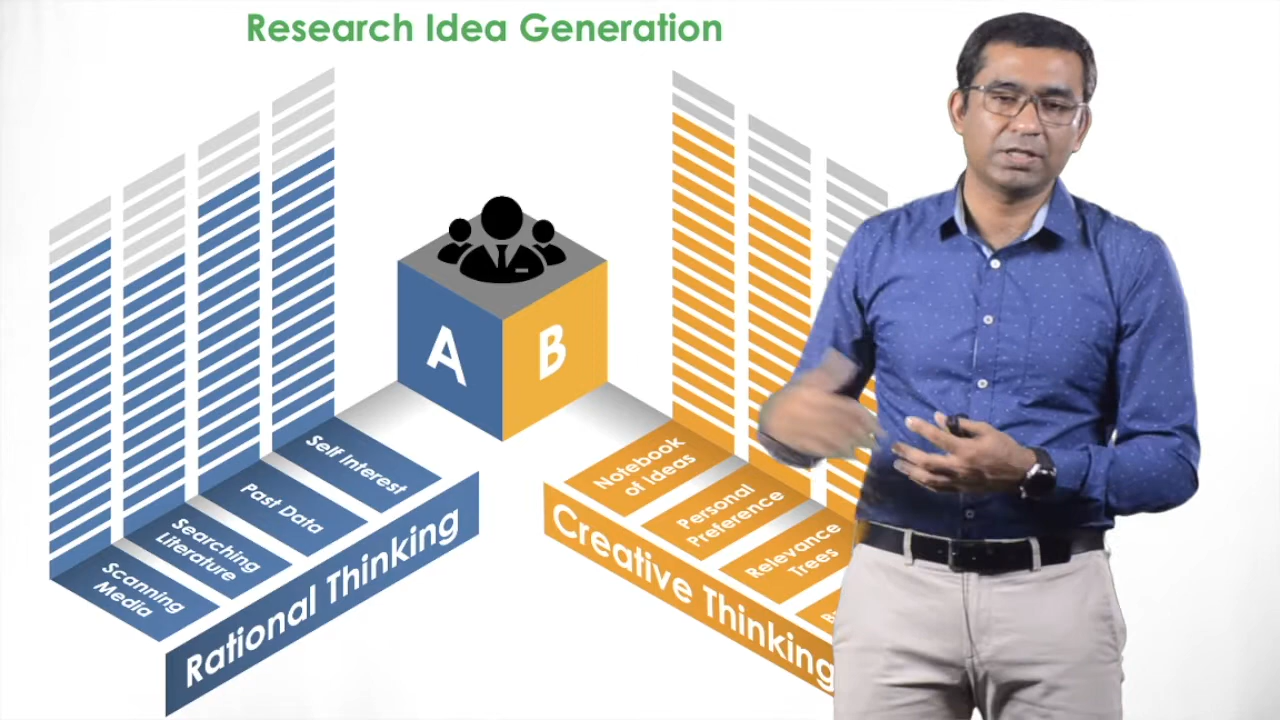 Research Idea Generation
A
B
Self Interest
Past Data
Searching
Literature
Scanning
Media
Rational Thinking
Notebook
of Ideas
Personal
Preference
Relevance
Trees
Creative Thinking